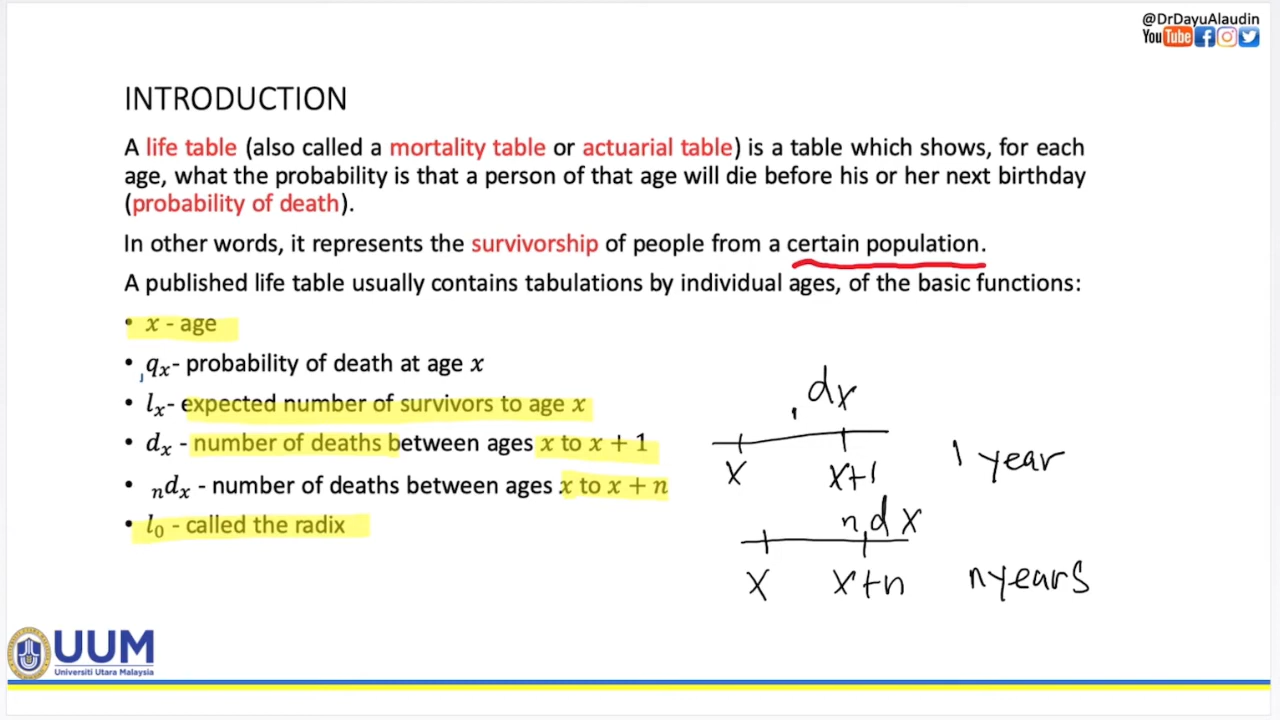 @DrDayuAlaudin
YouTube
INTRODUCTION
A life table (also called a mortality table or actuarial table) is a table which shows, for each
age, what the probability is that a person of that age will die before his or her next birthday
(probability of death).
In other words, it represents the survivorship of people from a certain population.
A published life table usually contains tabulations by individual ages, of the basic functions:
• x - age
• ₁qₓ- probability of death at age x
• lₓ- expected number of survivors to age x
• dₓ - number of deaths between ages x to x + 1
• ₙdₓ - number of deaths between ages x to x + n
• l₀ - called the radix
₁dx
x x+1 1 year
n dx
x x+n n years
UUM
Universiti Utara Malaysia